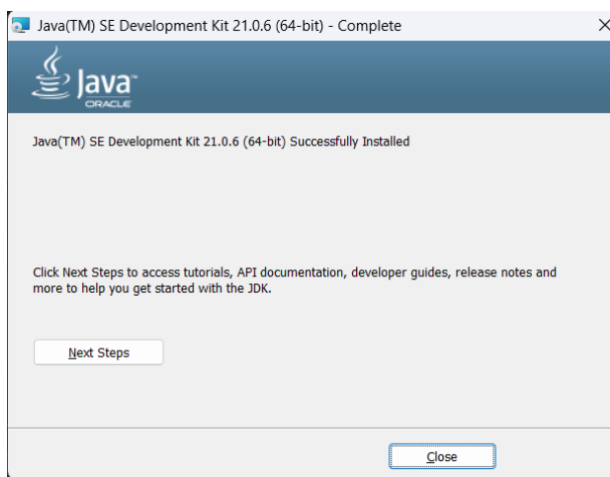 Java(TM) SE Development Kit 21.0.6 (64-bit) - Complete
Java™
ORACLE
Java(TM) SE Development Kit 21.0.6 (64-bit) Successfully Installed
Click Next Steps to access tutorials, API documentation, developer guides, release notes and
more to help you get started with the JDK.
Next Steps
Close